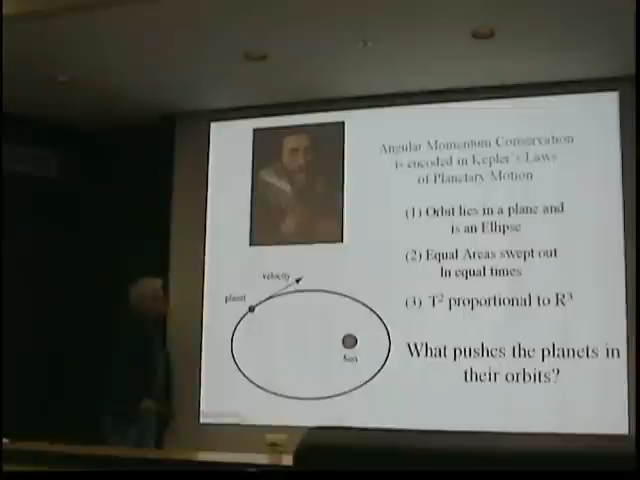 Angular Momentum Conservation
is encoded in Kepler's Laws
of Planetary Motion
(1) Orbit lies in a plane and
is an Ellipse
(2) Equal Areas swept out
In equal times
(3) T² proportional to R³
What pushes the planets in
their orbits?
velocity
planet
Sun